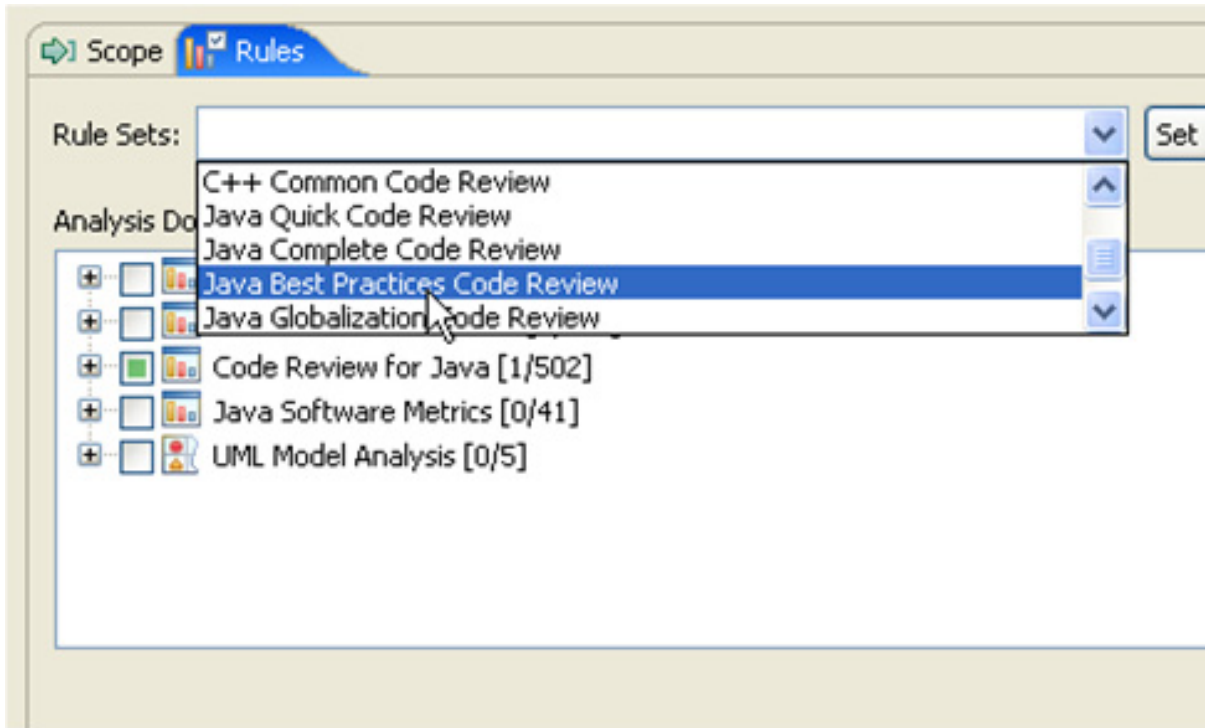 Scope Rules
Rule Sets: Set
C++ Common Code Review
Java Quick Code Review
Analysis Do
Java Complete Code Review
Java Best Practices Code Review
Java Globalization Code Review
Code Review for Java [1/502]
Java Software Metrics [0/41]
UML Model Analysis [0/5]